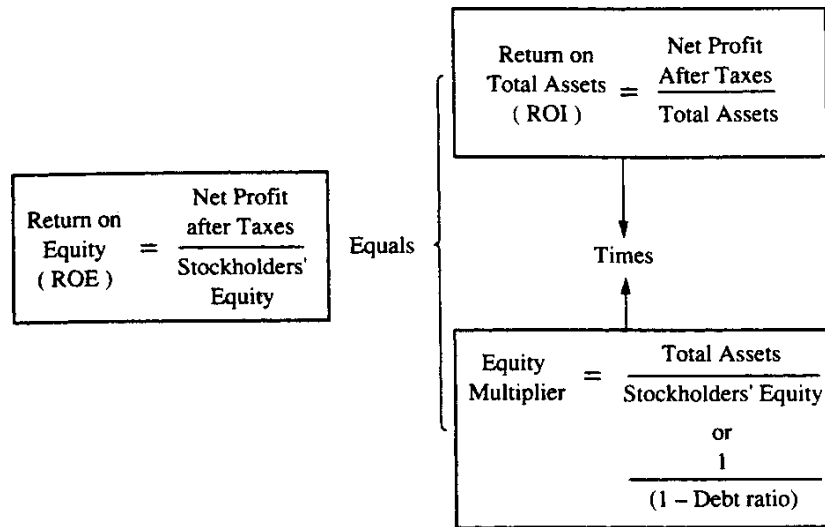 Return on
Equity
( ROE )
=
Net Profit
after Taxes
Stockholders'
Equity
Equals
Return on
Total Assets
( ROI )
=
Net Profit
After Taxes
Total Assets
Times
Equity
Multiplier
=
Total Assets
Stockholders' Equity
or
1
(1 – Debt ratio)